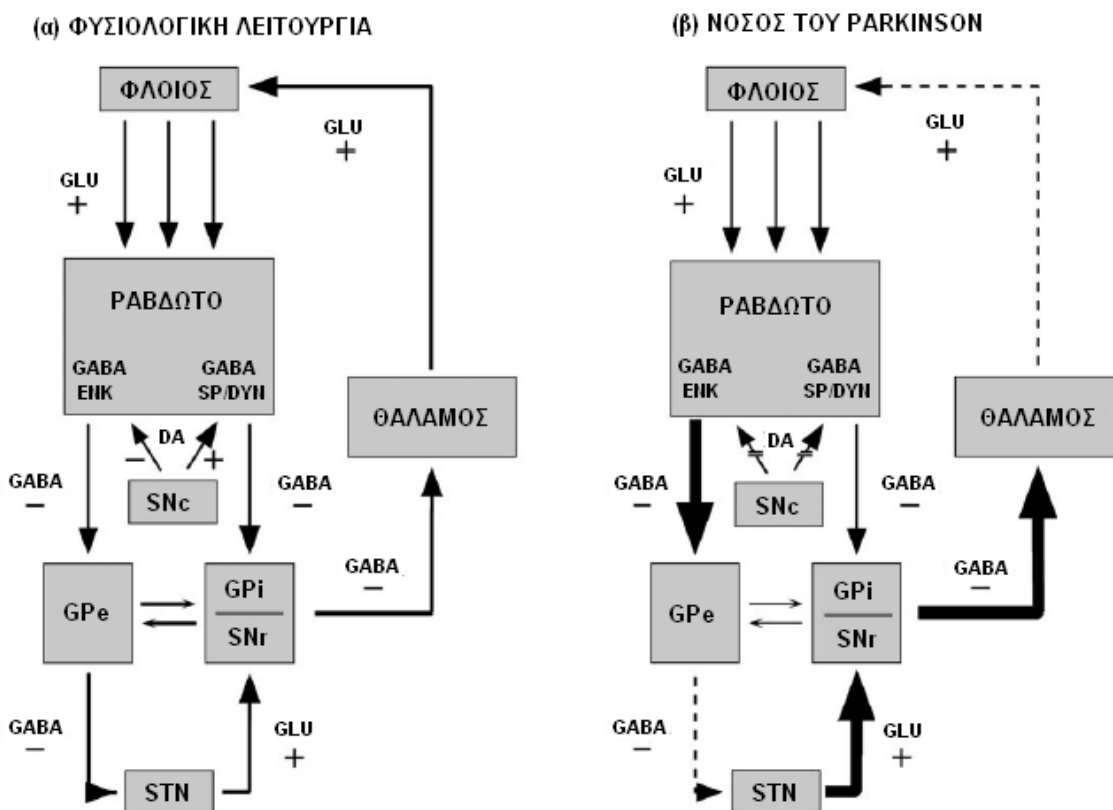 (α) ΦΥΣΙΟΛΟΓΙΚΗ ΛΕΙΤΟΥΡΓΙΑ
ΦΛΟΙΟΣ
GLU
+
GLU
+
ΡΑΒΔΩΤΟ
GABA
ENK
GABA
SP/DYN
ΘΑΛΑΜΟΣ
DA
−
+
SNc
GABA
−
GABA
−
GABA
−
GPe
GPi
SNr
GABA
−
GLU
+
STN
(β) ΝΟΣΟΣ ΤΟΥ PARKINSON
ΦΛΟΙΟΣ
GLU
+
GLU
+
ΡΑΒΔΩΤΟ
GABA
ENK
GABA
SP/DYN
ΘΑΛΑΜΟΣ
DA
SNc
GABA
−
GABA
−
GABA
−
GPe
GPi
SNr
GABA
−
GLU
+
STN